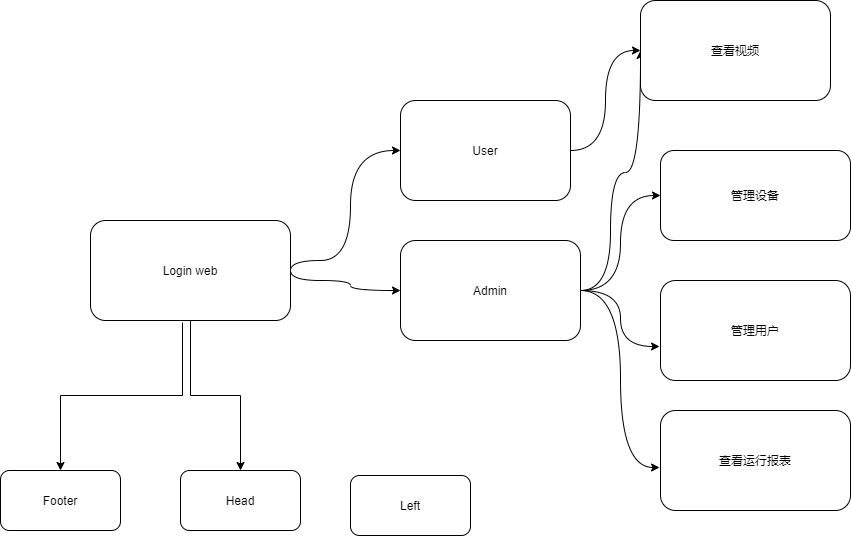 查看视频
User
管理设备
Login web
Admin
管理用户
查看运行报表
Footer
Head
Left